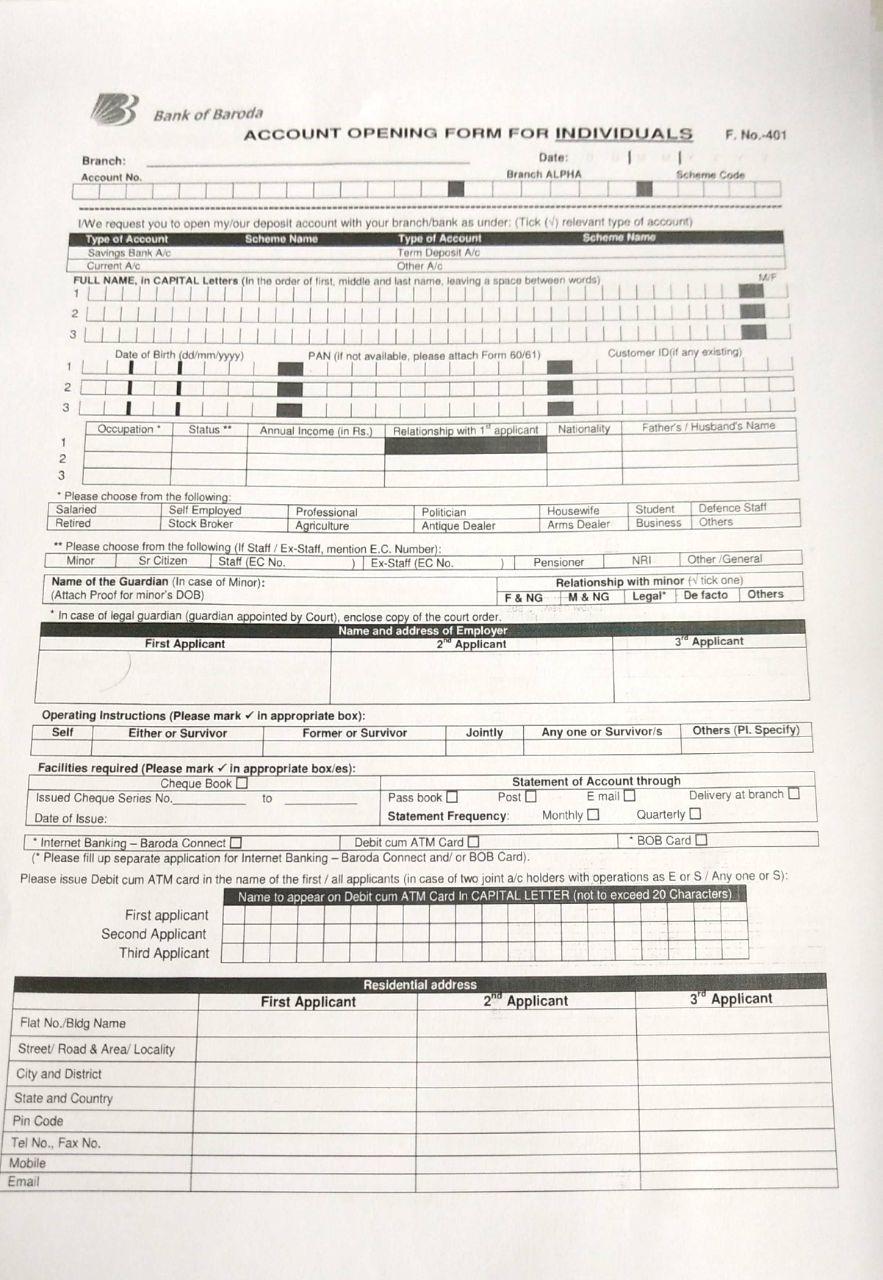 Bank of Baroda
ACCOUNT OPENING FORM FOR INDIVIDUALS F. No.-401
Branch: Date:
Account No. Branch ALPHA Scheme Code
I/We request you to open my/our deposit account with your branch/bank as under: (Tick (√) relevant type of account)
Type of Account Scheme Name Type of Account Scheme Name
Savings Bank A/c Term Deposit A/c
Current A/c Other A/c
FULL NAME, in CAPITAL Letters (In the order of first, middle and last name, leaving a space between words) M/F
1
2
3
Date of Birth (dd/mm/yyyy) PAN (if not available, please attach Form 60/61) Customer ID(if any existing)
1
2
3
Occupation * Status ** Annual Income (in Rs.) Relationship with 1st applicant Nationality Father's / Husband's Name
1
2
3
* Please choose from the following:
Salaried Self Employed Professional Politician Housewife Student Defence Staff
Retired Stock Broker Agriculture Antique Dealer Arms Dealer Business Others
** Please choose from the following (If Staff / Ex-Staff, mention E.C. Number):
Minor Sr Citizen Staff (EC No. ) Ex-Staff (EC No. ) Pensioner NRI Other /General
Name of the Guardian (In case of Minor): Relationship with minor (√ tick one)
(Attach Proof for minor's DOB) F & NG M & NG Legal* De facto Others
* In case of legal guardian (guardian appointed by Court), enclose copy of the court order.
Name and address of Employer
First Applicant 2nd Applicant 3rd Applicant
Operating Instructions (Please mark ✓ in appropriate box):
Self Either or Survivor Former or Survivor Jointly Any one or Survivor/s Others (Pl. Specify)
Facilities required (Please mark ✓ in appropriate box/es):
Cheque Book Statement of Account through
Issued Cheque Series No. to Pass book Post E mail Delivery at branch
Date of Issue: Statement Frequency: Monthly Quarterly
* Internet Banking – Baroda Connect Debit cum ATM Card * BOB Card
(* Please fill up separate application for Internet Banking – Baroda Connect and/ or BOB Card).
Please issue Debit cum ATM card in the name of the first / all applicants (in case of two joint a/c holders with operations as E or S / Any one or S):
Name to appear on Debit cum ATM Card In CAPITAL LETTER (not to exceed 20 Characters)
First applicant
Second Applicant
Third Applicant
Residential address
First Applicant 2nd Applicant 3rd Applicant
Flat No./Bldg Name
Street/ Road & Area/ Locality
City and District
State and Country
Pin Code
Tel No., Fax No.
Mobile
Email